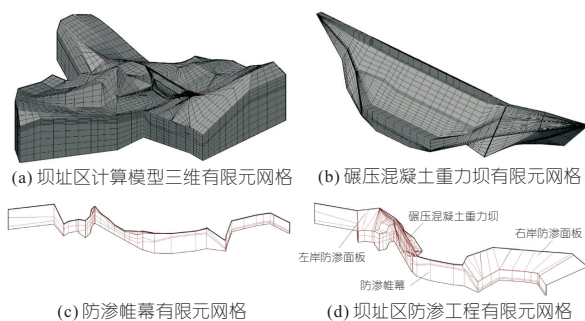 (a) 坝址区计算模型三维有限元网格
(b) 碾压混凝土重力坝有限元网格
碾压混凝土重力坝
右岸防渗面板
左岸防渗面板
防渗帷幕
(c) 防渗帷幕有限元网格
(d) 坝址区防渗工程有限元网格